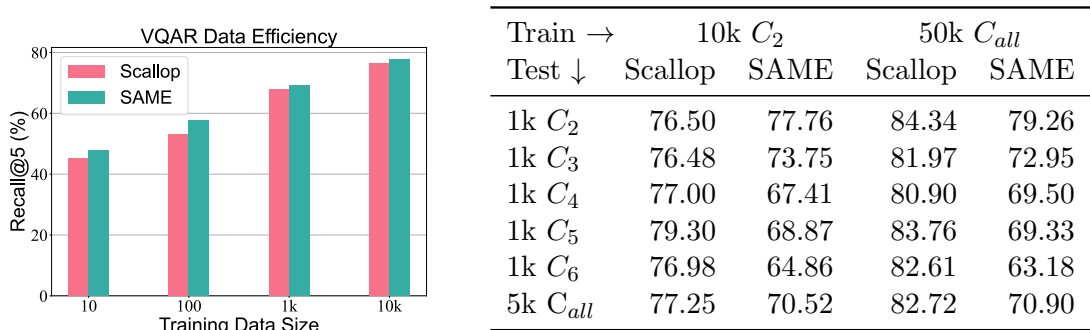 VQAR Data Efficiency
80
60
40
20
0
Recall@5 (%)
Scallop
SAME
10 100 1k 10k
Training Data Size
Train → 10k C2 50k Call
Test ↓ Scallop SAME Scallop SAME
1k C2 76.50 77.76 84.34 79.26
1k C3 76.48 73.75 81.97 72.95
1k C4 77.00 67.41 80.90 69.50
1k C5 79.30 68.87 83.76 69.33
1k C6 76.98 64.86 82.61 63.18
5k Call 77.25 70.52 82.72 70.90